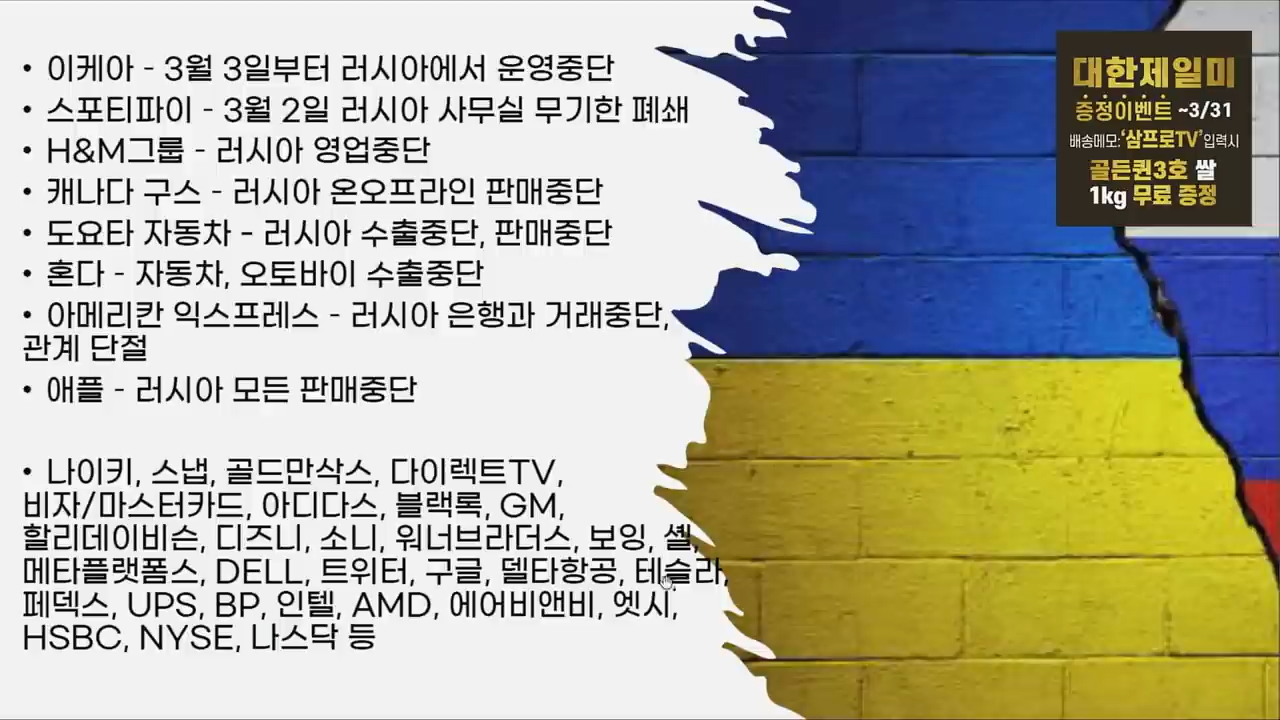 • 이케아 - 3월 3일부터 러시아에서 운영중단
• 스포티파이 - 3월 2일 러시아 사무실 무기한 폐쇄
• H&M그룹 - 러시아 영업중단
• 캐나다 구스 - 러시아 온오프라인 판매중단
• 도요타 자동차 - 러시아 수출중단, 판매중단
• 혼다 - 자동차, 오토바이 수출중단
• 아메리칸 익스프레스 - 러시아 은행과 거래중단,
관계 단절
• 애플 - 러시아 모든 판매중단
• 나이키, 스냅, 골드만삭스, 다이렉트TV,
비자/마스터카드, 아디다스, 블랙록, GM,
할리데이비슨, 디즈니, 소니, 워너브라더스, 보잉, 셸,
메타플랫폼스, DELL, 트위터, 구글, 델타항공, 테슬라,
페덱스, UPS, BP, 인텔, AMD, 에어비앤비, 엣시,
HSBC, NYSE, 나스닥 등
대한제일미
증정이벤트 ~3/31
배송메모:‘삼프로TV’입력시
골든퀸3호 쌀
1kg 무료 증정